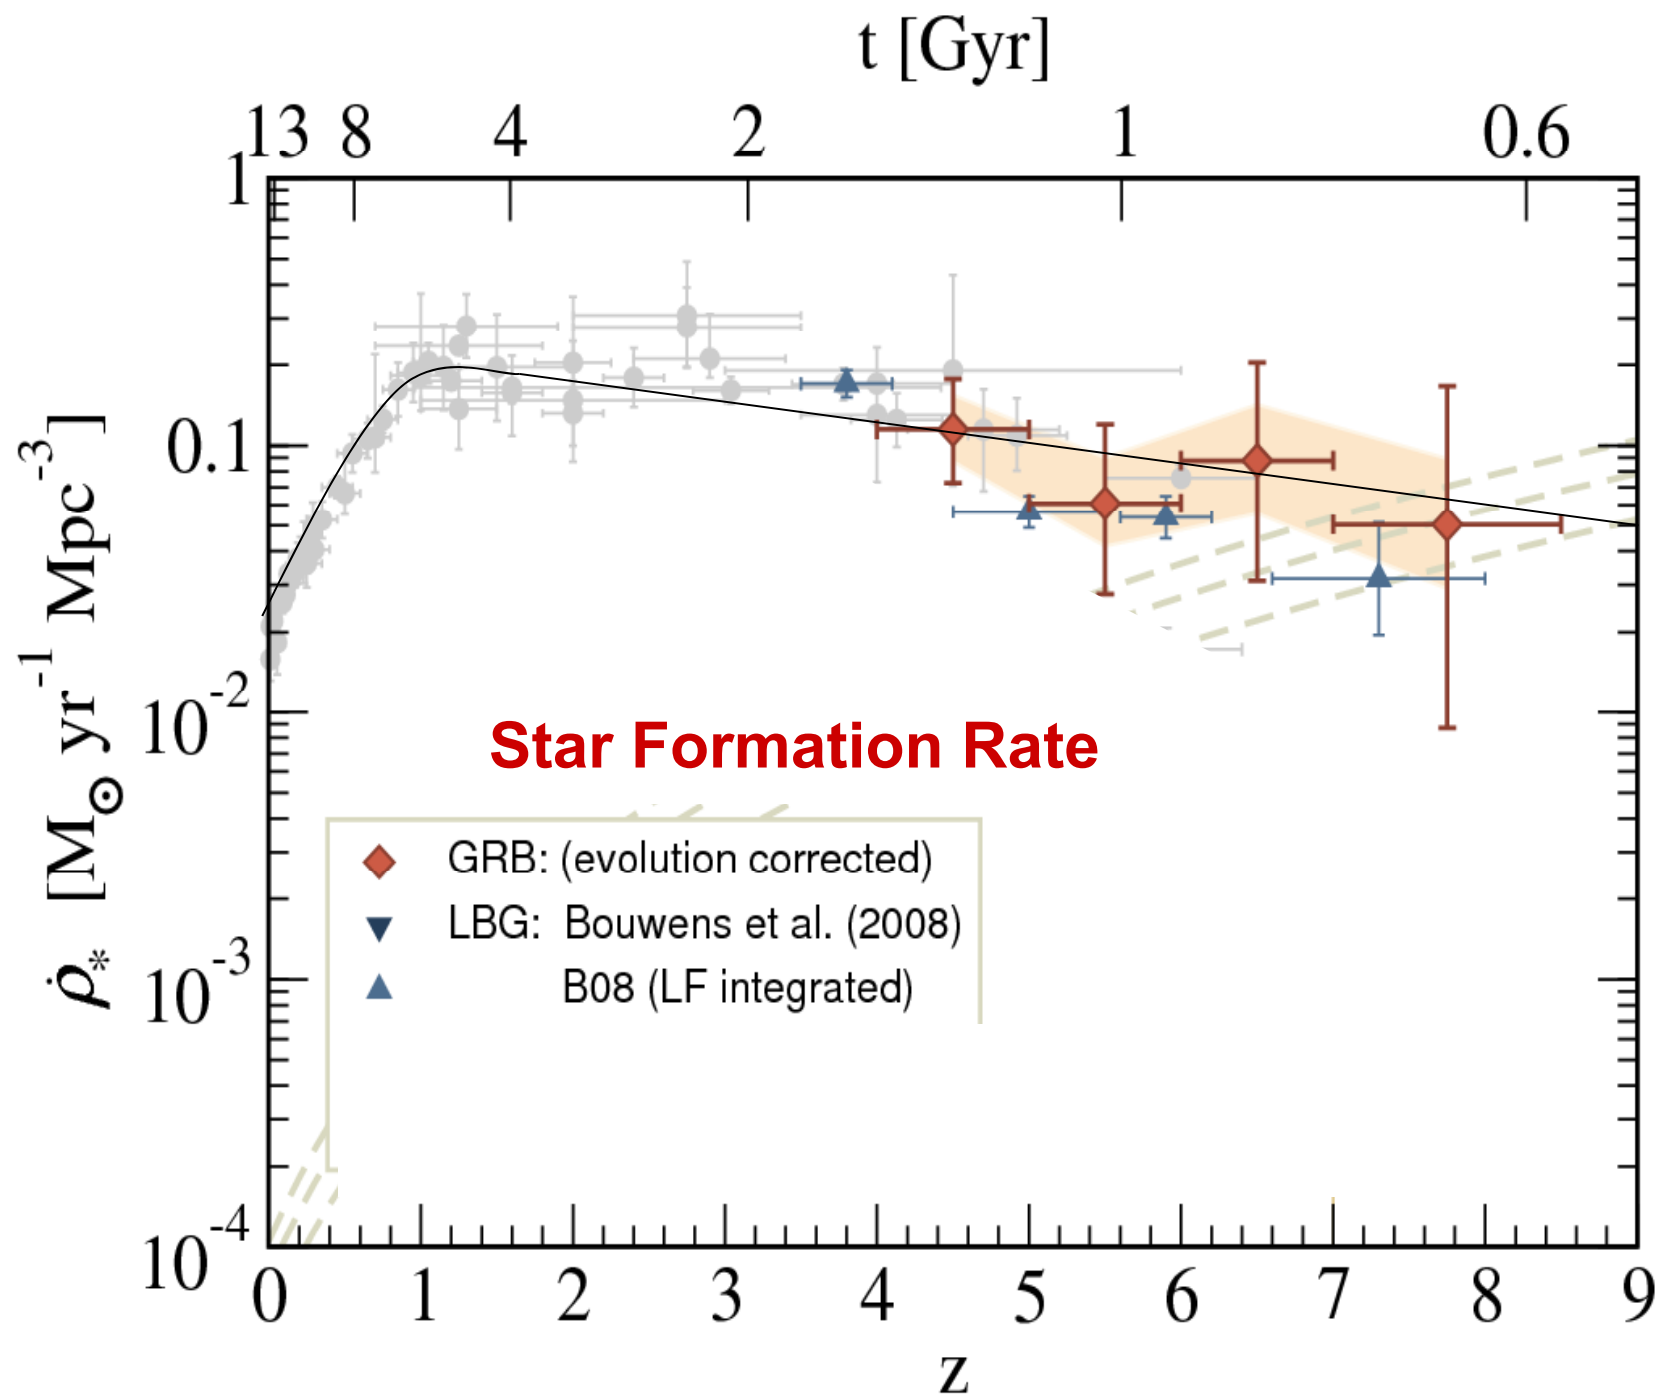 t [Gyr]
13 8 4 2 1 0.6
1
0.1
10-2
10-3
10-4
ρ̇* [M⊙ yr-1 Mpc-3]
Star Formation Rate
GRB: (evolution corrected)
LBG: Bouwens et al. (2008)
B08 (LF integrated)
0 1 2 3 4 5 6 7 8 9
z